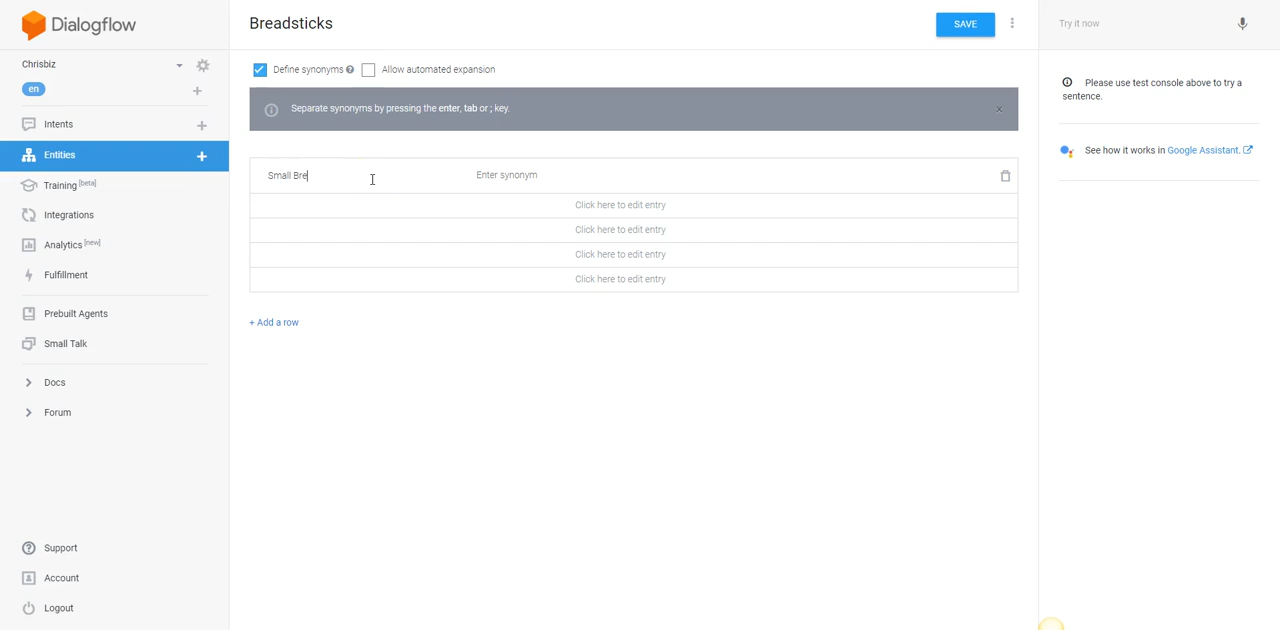 Dialogflow
Chrisbiz
en
Intents
Entities
Training [beta]
Integrations
Analytics [new]
Fulfillment
Prebuilt Agents
Small Talk
Docs
Forum
Support
Account
Logout
Breadsticks
SAVE
Define synonyms ?
Allow automated expansion
Separate synonyms by pressing the enter, tab or ; key.
x
Small Bre
Enter synonym
Click here to edit entry
Click here to edit entry
Click here to edit entry
Click here to edit entry
+ Add a row
Try it now
Please use test console above to try a
sentence.
See how it works in Google Assistant.